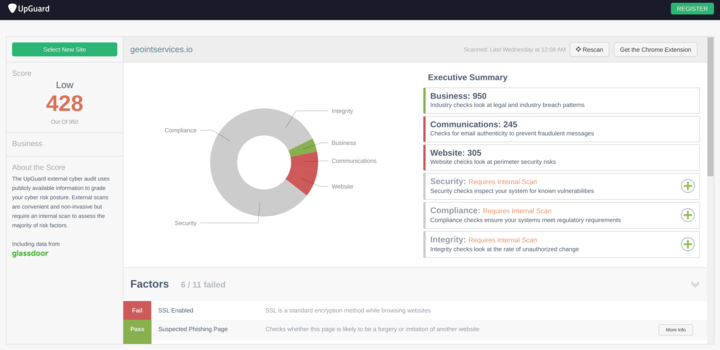 UpGuard
REGISTER
Select New Site
geointservices.io
Scanned: Last Wednesday at 12:06 AM
Rescan
Get the Chrome Extension
Score
Low
428
Out Of 950
Business
About the Score
The UpGuard external cyber audit uses
publicly available information to grade
your cyber risk posture. External scans
are convenient and non-invasive but
require an internal scan to assess the
majority of risk factors.
Including data from
glassdoor
Integrity
Business
Communications
Website
Security
Compliance
Executive Summary
Business: 950
Industry checks look at legal and industry breach patterns
Communications: 245
Checks for email authenticity to prevent fraudulent messages
Website: 305
Website checks look at perimeter security risks
Security: Requires Internal Scan
Security checks inspect your system for known vulnerabilities
Compliance: Requires Internal Scan
Compliance checks ensure your systems meet regulatory requirements
Integrity: Requires Internal Scan
Integrity checks look at the rate of unauthorized change
Factors 6 / 11 failed
Fail SSL Enabled SSL is a standard encryption method while browsing websites
Pass Suspected Phishing Page Checks whether this page is likely to be a forgery or imitation of another website More Info